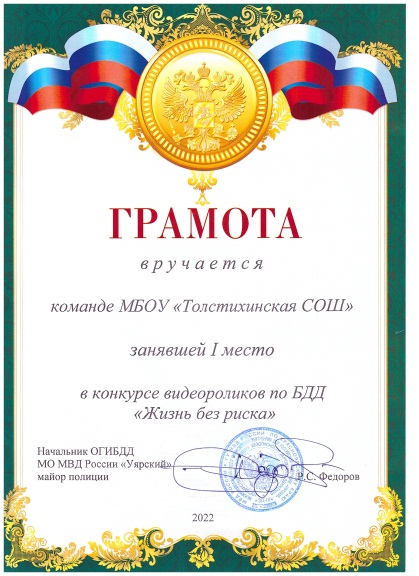 ГРАМОТА
вручается
команде МБОУ «Толстихинская СОШ»
занявшей I место
в конкурсе видеороликов по БДД
«Жизнь без риска»
Начальник ОГИБДД
МО МВД России «Уярский»
майор полиции
Р.С. Федоров
2022